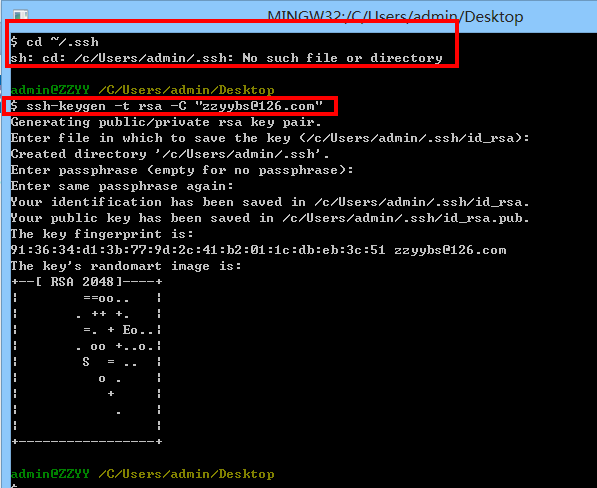 MINGW32:/C/Users/admin/Desktop
$ cd ~/.ssh
sh: cd: /c/Users/admin/.ssh: No such file or directory
admin@ZZYY /C/Users/admin/Desktop
$ ssh-keygen -t rsa -C "zzyybs@126.com"
Generating public/private rsa key pair.
Enter file in which to save the key (/c/Users/admin/.ssh/id_rsa):
Created directory '/c/Users/admin/.ssh'.
Enter passphrase (empty for no passphrase):
Enter same passphrase again:
Your identification has been saved in /c/Users/admin/.ssh/id_rsa.
Your public key has been saved in /c/Users/admin/.ssh/id_rsa.pub.
The key fingerprint is:
91:36:34:d1:3b:77:9d:2c:41:b2:01:1c:db:eb:3c:51 zzyybs@126.com
The key's randomart image is:
+--[ RSA 2048]----+
|       ==oo..    |
|      . ++ +.    |
|       =. + Eo..|
|      . oo +..o.|
|       S  = ..   |
|         o .     |
|          +      |
|           .     |
|                 |
+-----------------+
admin@ZZYY /C/Users/admin/Desktop
$